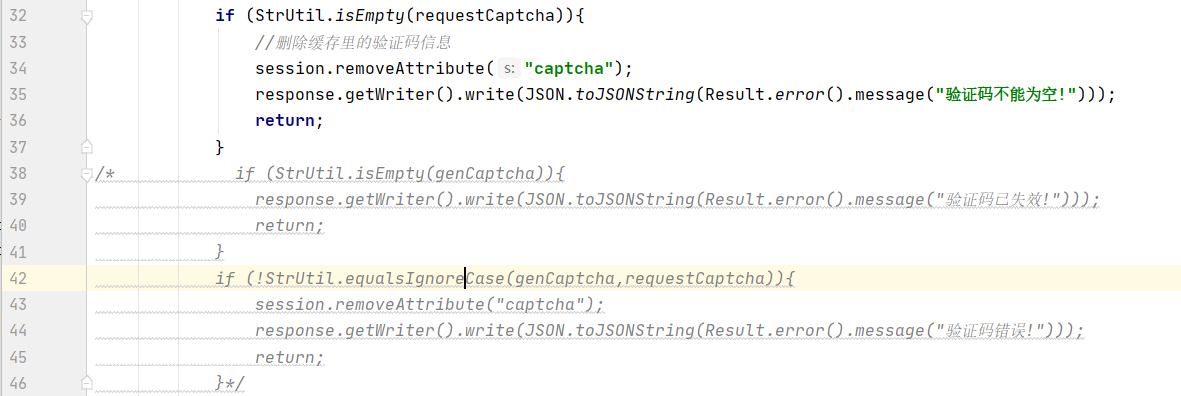 32 if (StrUtil.isEmpty(requestCaptcha)){
33 //删除缓存里的验证码信息
34 session.removeAttribute( s: "captcha");
35 response.getWriter().write(JSON.toJSONString(Result.error().message("验证码不能为空!")));
36 return;
37 }
38 /* if (StrUtil.isEmpty(genCaptcha)){
39 response.getWriter().write(JSON.toJSONString(Result.error().message("验证码已失效!")));
40 return;
41 }
42 if (!StrUtil.equalsIgnoreCase(genCaptcha,requestCaptcha)){
43 session.removeAttribute("captcha");
44 response.getWriter().write(JSON.toJSONString(Result.error().message("验证码错误!")));
45 return;
46 }*/